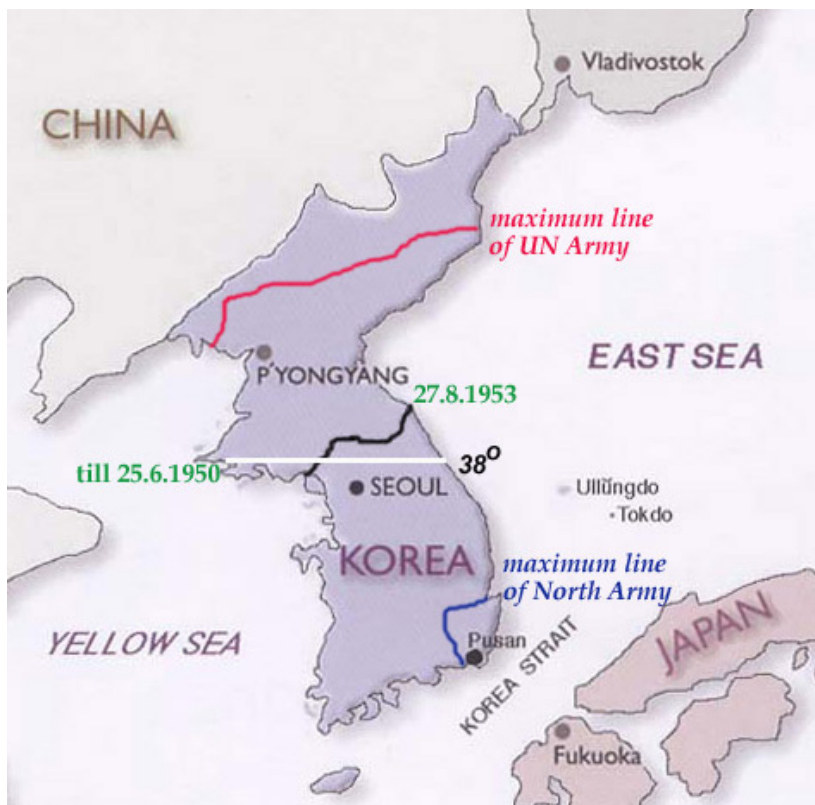 Vladivostok
CHINA
maximum line
of UN Army
EAST SEA
P'YONGYANG
27.8.1953
till 25.6.1950
38°
SEOUL
Ullŭngdo
Tokdo
KOREA
maximum line
of North Army
YELLOW SEA
Pusan
KOREA STRAIT
JAPAN
Fukuoka